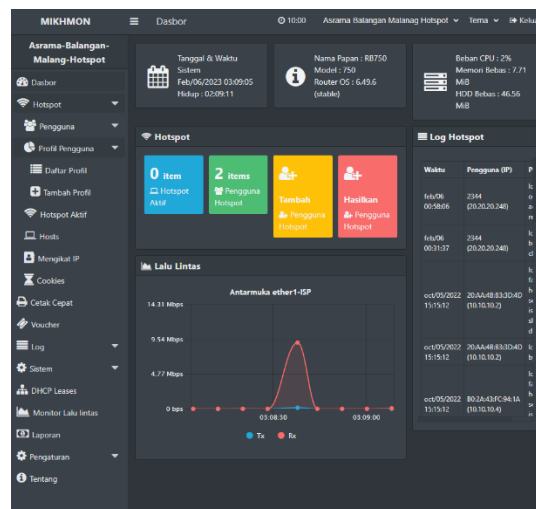 MIKHMON
Dasbor
10:00
Asrama Balangan Malanag Hotspot
Tema
Kelua
Asrama-Balangan-
Malang-Hotspot
Dasbor
Hotspot
Pengguna
Profil Pengguna
Daftar Profil
Tambah Profil
Hotspot Aktif
Hosts
Mengikat IP
Cookies
Cetak Cepat
Voucher
Log
Sistem
DHCP Leases
Monitor Lalu lintas
Laporan
Pengaturan
Tentang
Tanggal & Waktu
Sistem
Feb/06/2023 03:09:05
Hidup : 02:09:11
Nama Papan : RB750
Model : 750
Router OS : 6.49.6
(stable)
Beban CPU : 2%
Memori Bebas : 7.71
MiB
HDD Bebas : 46.56
MiB
Hotspot
0 item
Hotspot
Aktif
2 items
Pengguna
Hotspot
Tambah
Pengguna
Hotspot
Hasilkan
Pengguna
Hotspot
Lalu Lintas
Antarmuka ether1-ISP
14.31 Mbps
9.54 Mbps
4.77 Mbps
0 bps
03:08:30
03:09:00
Tx
Rx
Log Hotspot
Waktu Pengguna (IP) P
feb/06 2344
00:58:06 (20.20.20.248)
feb/06 2344
00:31:37 (20.20.20.248)
oct/05/2022 20:AA:48:83:3D:4D
15:15:12 (10.10.10.2)
oct/05/2022 20:AA:48:83:3D:4D
15:15:12 (10.10.10.2)
oct/05/2022 B0:2A:43:FC:94:1A
15:15:12 (10.10.10.4)